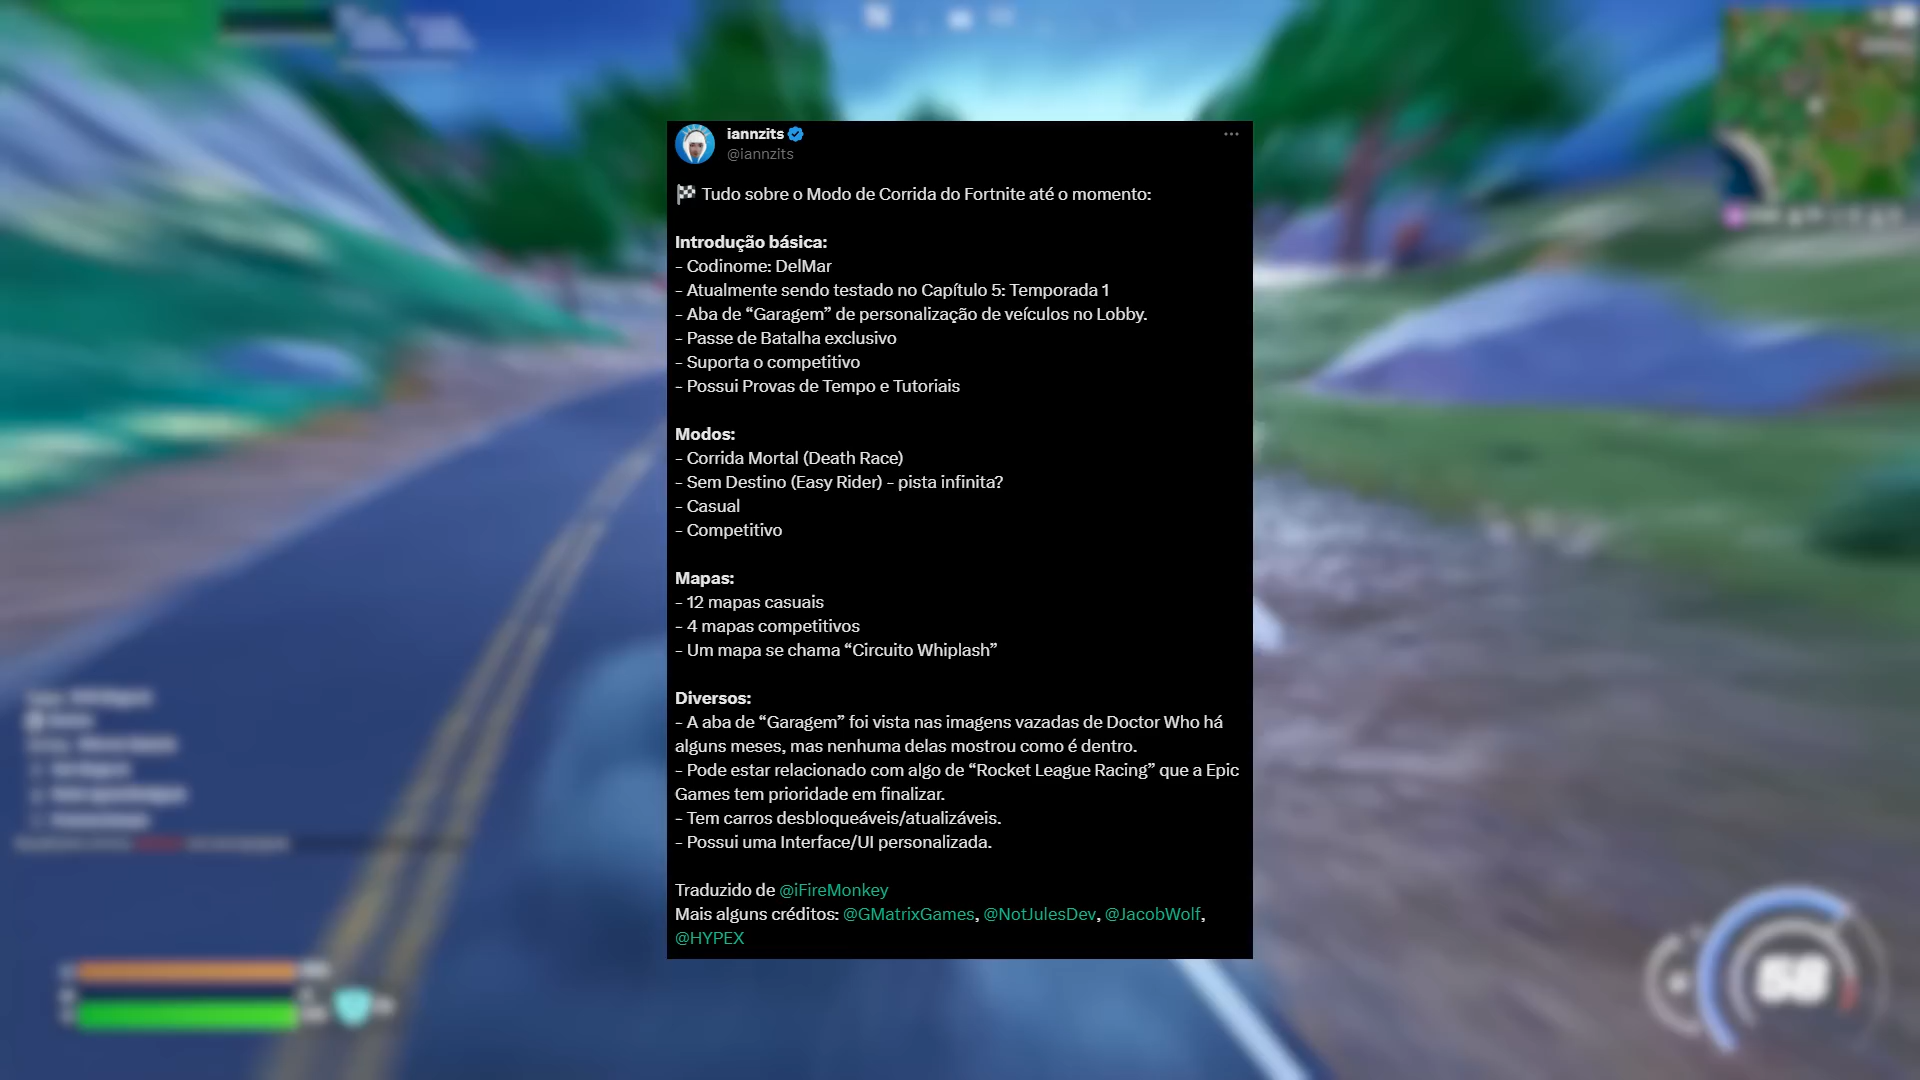 iannzits
@iannzits
🏁 Tudo sobre o Modo de Corrida do Fortnite até o momento:
Introdução básica:
- Codinome: DelMar
- Atualmente sendo testado no Capítulo 5: Temporada 1
- Aba de “Garagem” de personalização de veículos no Lobby.
- Passe de Batalha exclusivo
- Suporta o competitivo
- Possui Provas de Tempo e Tutoriais
Modos:
- Corrida Mortal (Death Race)
- Sem Destino (Easy Rider) - pista infinita?
- Casual
- Competitivo
Mapas:
- 12 mapas casuais
- 4 mapas competitivos
- Um mapa se chama “Circuito Whiplash”
Diversos:
- A aba de “Garagem” foi vista nas imagens vazadas de Doctor Who há
alguns meses, mas nenhuma delas mostrou como é dentro.
- Pode estar relacionado com algo de “Rocket League Racing” que a Epic
Games tem prioridade em finalizar.
- Tem carros desbloqueáveis/atualizáveis.
- Possui uma Interface/UI personalizada.
Traduzido de @iFireMonkey
Mais alguns créditos: @GMatrixGames, @NotJulesDev, @JacobWolf,
@HYPEX